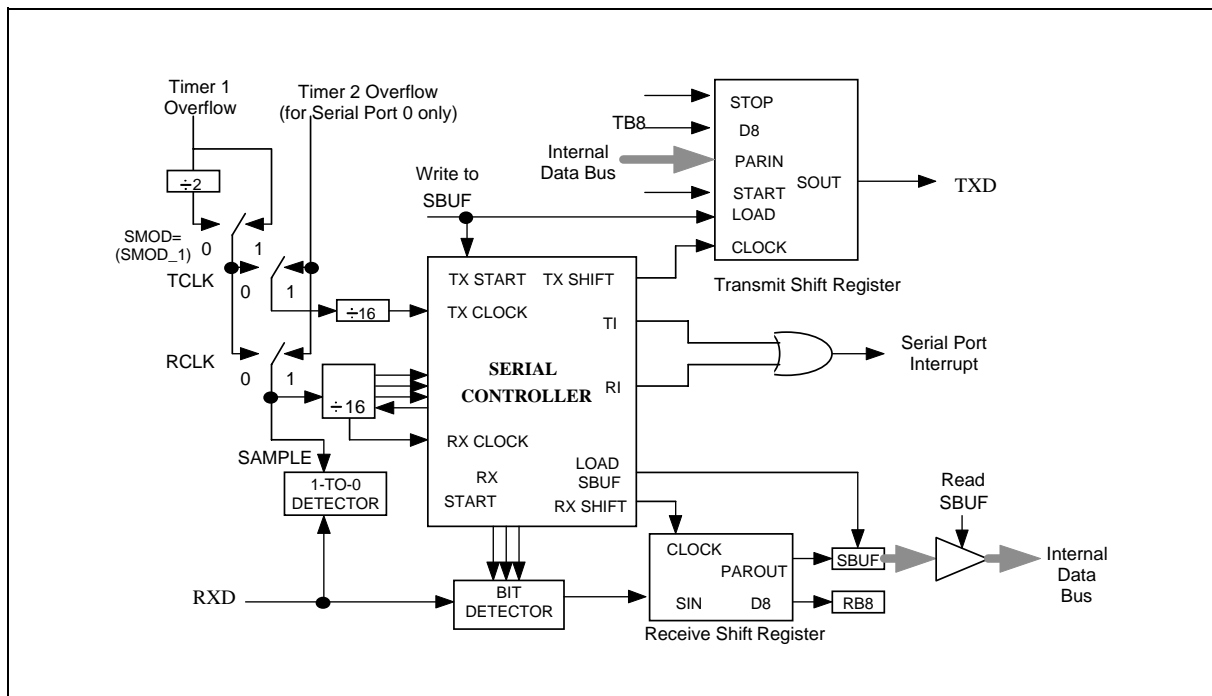 Timer 1
Overflow
Timer 2 Overflow
(for Serial Port 0 only)
÷2
SMOD=
(SMOD_1)
0
1
TCLK
0
1
÷16
RCLK
0
1
÷16
SAMPLE
1-TO-0
DETECTOR
RXD
Write to
SBUF
TX START
TX SHIFT
TX CLOCK
TI
SERIAL
CONTROLLER
RI
RX CLOCK
LOAD
SBUF
RX
START
RX SHIFT
BIT
DETECTOR
TB8
Internal
Data Bus
STOP
D8
PARIN
START
SOUT
LOAD
CLOCK
TXD
Transmit Shift Register
Serial Port
Interrupt
CLOCK
PAROUT
SIN
D8
Receive Shift Register
SBUF
RB8
Read
SBUF
Internal
Data
Bus